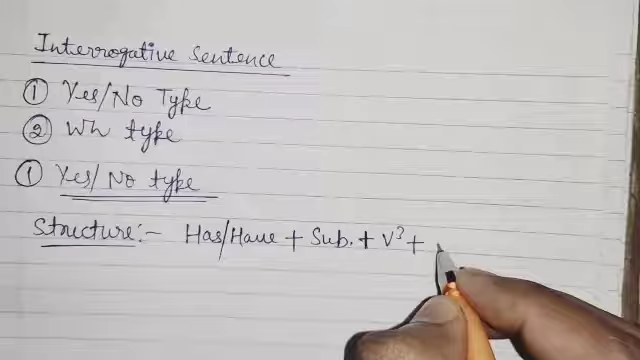 Interrogative Sentence
① Yes/No Type
② Wh type
① Yes/No type
Structure:- Has/Have + Sub. + V³ +